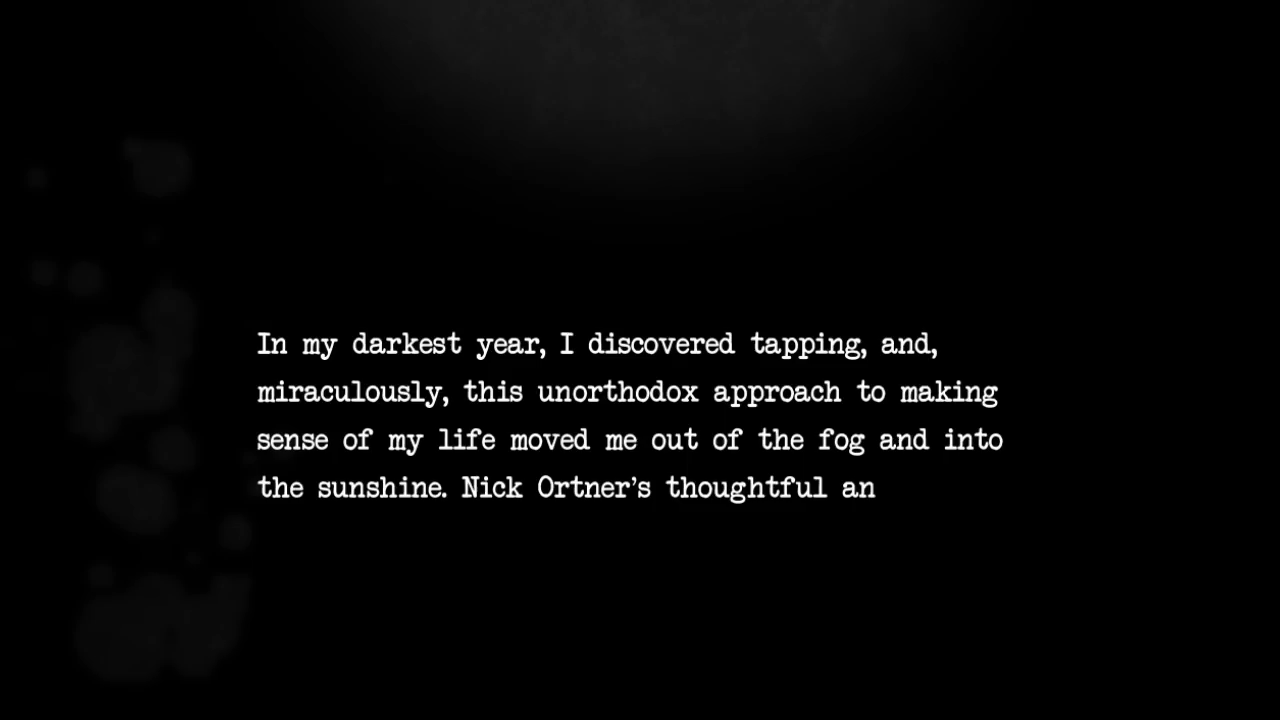 In my darkest year, I discovered tapping, and,
miraculously, this unorthodox approach to making
sense of my life moved me out of the fog and into
the sunshine. Nick Ortner’s thoughtful an